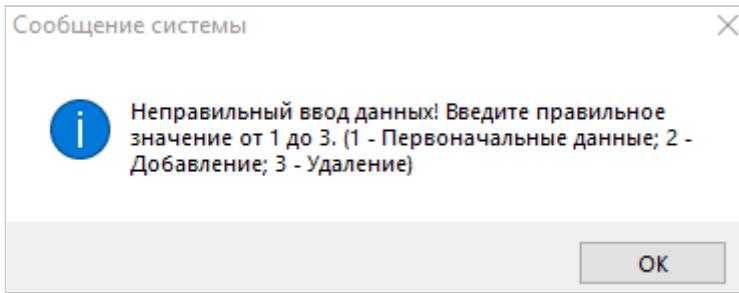 Сообщение системы
Неправильный ввод данных! Введите правильное
значение от 1 до 3. (1 - Первоначальные данные; 2 -
Добавление; 3 - Удаление)
ОК